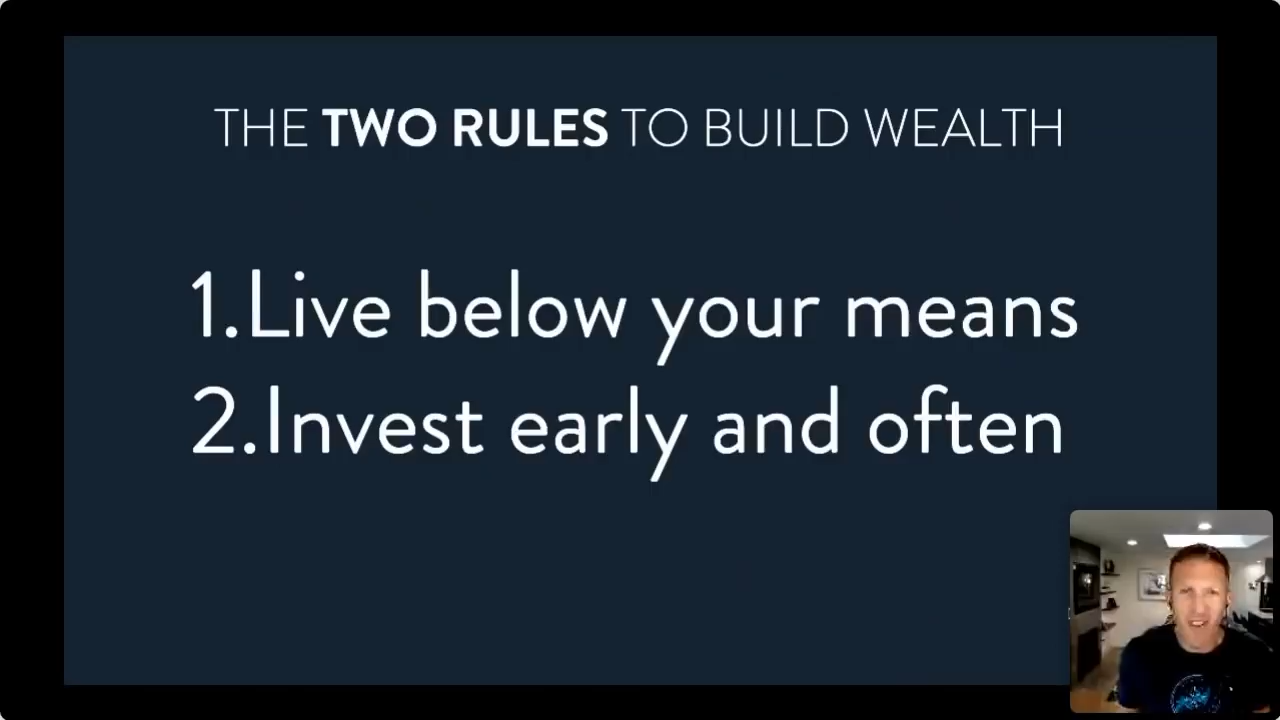 THE TWO RULES TO BUILD WEALTH
1.Live below your means
2.Invest early and often